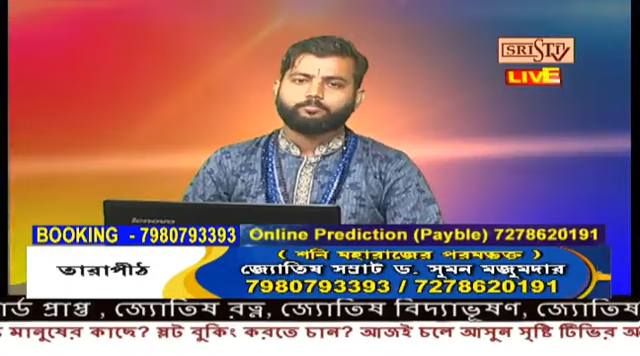 SRISTI TV
LIVE
lenovo
BOOKING - 7980793393
Online Prediction (Payble) 7278620191
তারাপীঠ
( শনি মহারাজের পরমভক্ত )
জ্যোতিষ সম্রাট ড. সুমন মজুমদার
7980793393 / 7278620191
র্ড প্রাপ্ত , জ্যোতিষ রত্ন, জ্যোতিষ বিদ্যাভূষণ, জ্যোতিষ
মানুষের কাছে? স্লট বুকিং করতে চান? আজই চলে আসুন সৃষ্টি টিভির